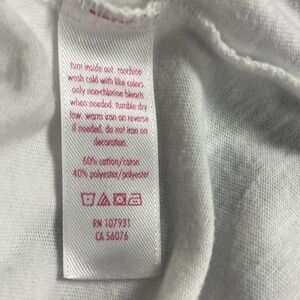 turn inside out. machine
wash cold with like colors.
only non-chlorine bleach
when needed. tumble dry
low. warm iron on reverse
if needed. do not iron on
decoration.
60% cotton/coton
40% polyester/polyester
RN 107931
CA 56076